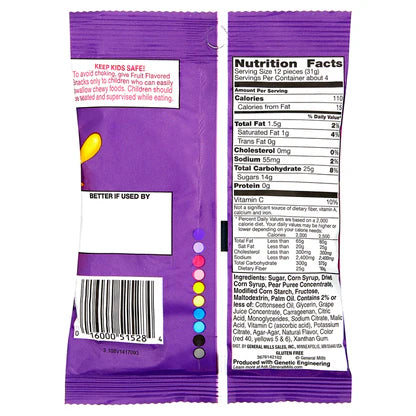 KEEP KIDS SAFE!
To avoid choking, give Fruit Flavored
Snacks only to children who can easily
swallow chewy foods. Children should
be seated and supervised while eating.
BETTER IF USED BY
0 16000 51528 4
Nutrition Facts
Serving Size 12 pieces (31g)
Servings Per Container about 4
Amount Per Serving
Calories 110
Calories from Fat 15
% Daily Value*
Total Fat 1.5g 2%
Saturated Fat 1g 4%
Trans Fat 0g
Cholesterol 0mg 0%
Sodium 55mg 2%
Total Carbohydrate 25g 8%
Sugars 14g
Protein 0g
Vitamin C 10%
Not a significant source of dietary fiber, vitamin A,
calcium and iron.
* Percent Daily Values are based on a 2,000
calorie diet. Your daily values may be higher or
lower depending on your calorie needs:
Calories 2,000 2,500
Total Fat Less than 65g 80g
Sat Fat Less than 20g 25g
Cholesterol Less than 300mg 300mg
Sodium Less than 2,400mg 2,400mg
Total Carbohydrate 300g 375g
Dietary Fiber 25g 30g
Ingredients: Sugar, Corn Syrup, Dried
Corn Syrup, Pear Puree Concentrate,
Modified Corn Starch, Fructose,
Maltodextrin, Palm Oil. Contains 2% or
less of: Cottonseed Oil, Glycerin, Grape
Juice Concentrate, Carrageenan, Citric
Acid, Monoglycerides, Sodium Citrate, Malic
Acid, Vitamin C (ascorbic acid), Potassium
Citrate, Agar-Agar, Natural Flavor, Color
(red 40, yellows 5 & 6), Xanthan Gum.
DIST. BY GENERAL MILLS SALES, INC., MINNEAPOLIS, MN
GLUTEN FREE
3679142102 © General Mills
Produced with Genetic Engineering
Learn more at Ask.GeneralMills.com